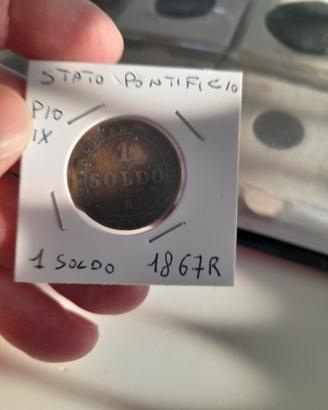 STATO PONTIFICIO
PIO
IX
1
SOLDO
R
1 SOLDO 1867R